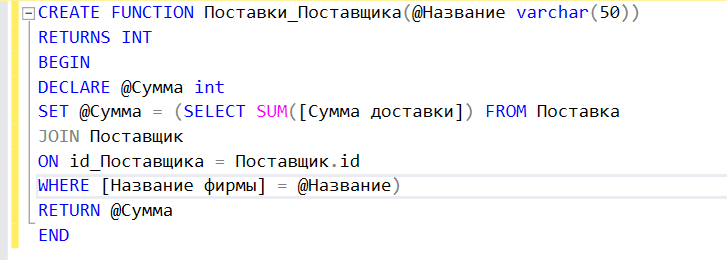 CREATE FUNCTION Поставки_Поставщика(@Название varchar(50))
RETURNS INT
BEGIN
DECLARE @Сумма int
SET @Сумма = (SELECT SUM([Сумма доставки]) FROM Поставка
JOIN Поставщик
ON id_Поставщика = Поставщик.id
WHERE [Название фирмы] = @Название)
RETURN @Сумма
END